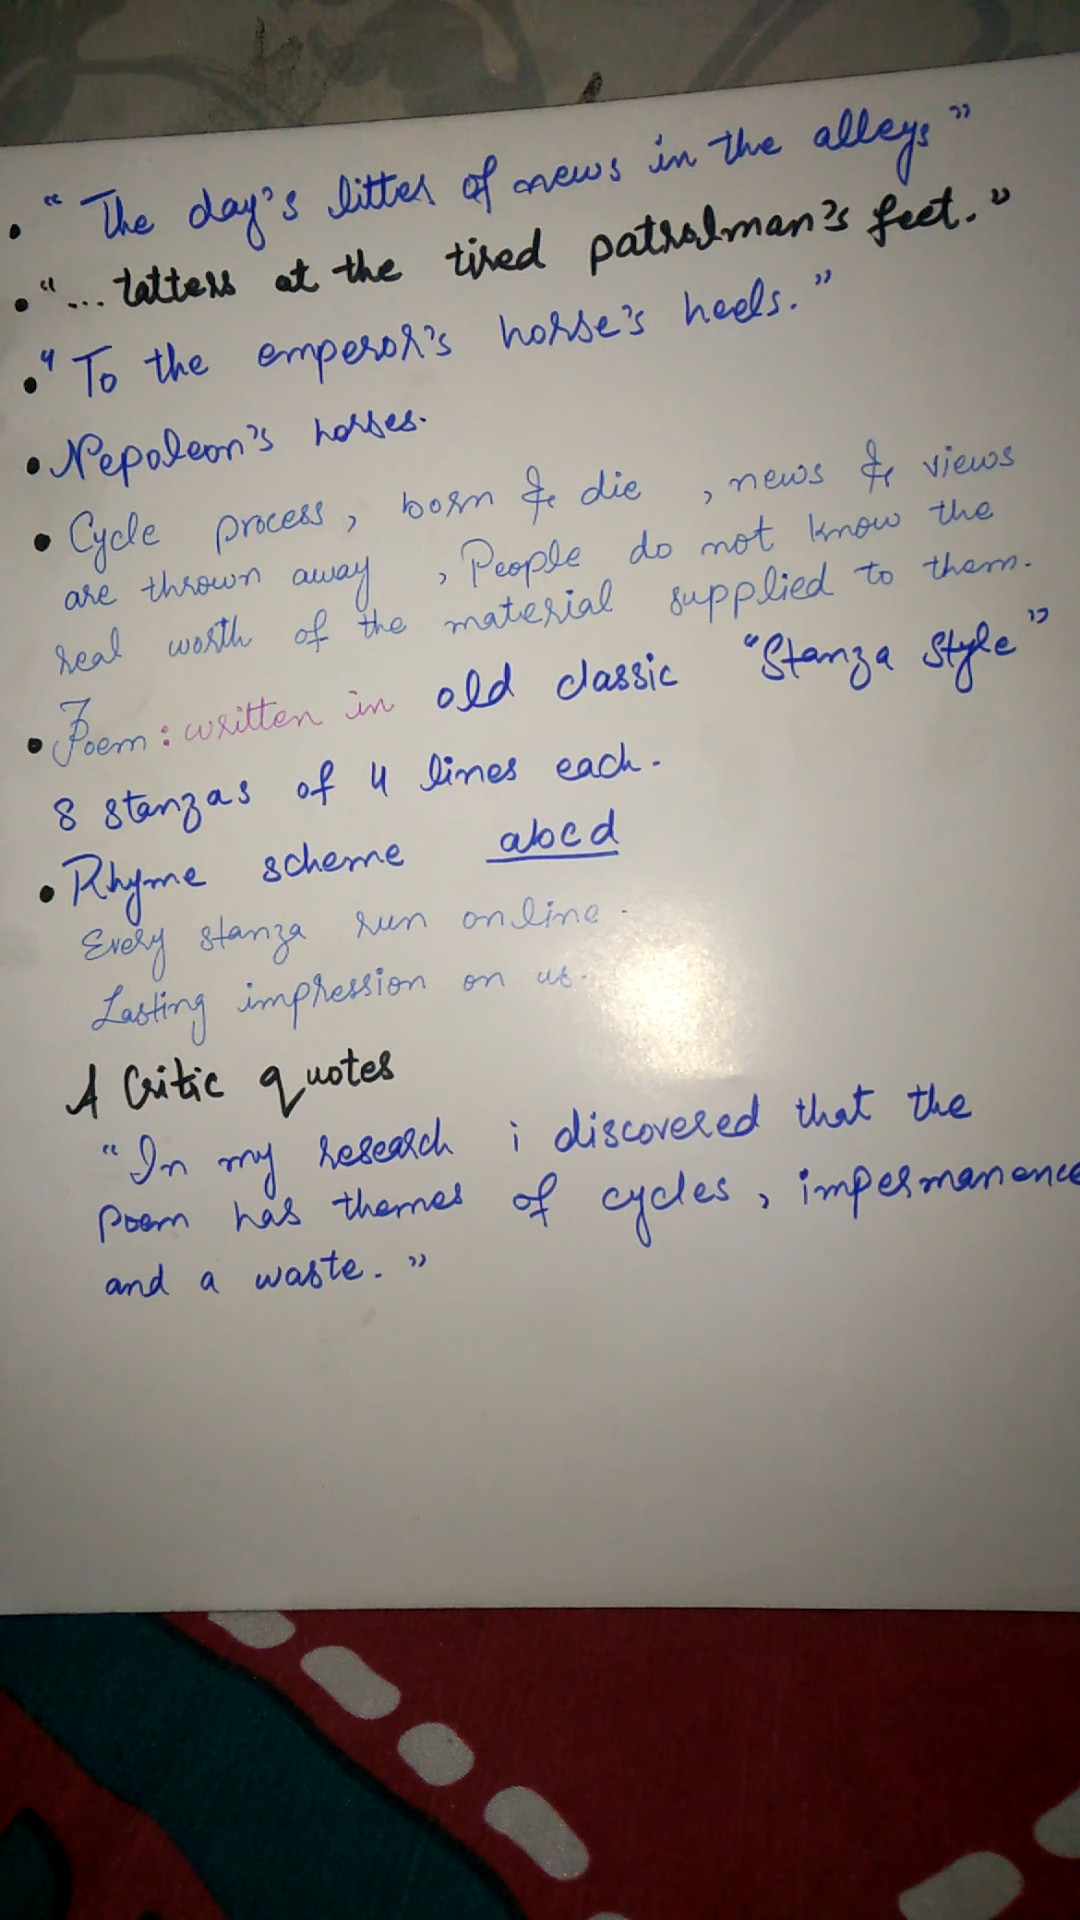 • "The day's litter of news in the alleys"
• "... tatters at the tired patrolman's feet."
• "To the emperor's horse's heels."
• Nepoleon's horses.
• Cycle process, born & die, news & views
are thrown away, People do not know the
real worth of the material supplied to them.
• Poem: written in old classic "Stanza Style"
8 stanzas of 4 lines each.
• Rhyme scheme abcd
Every stanza run on line.
Lasting impression on us.
A Critic quotes
"In my research i discovered that the
Poem has themes of cycles, impermanence
and a waste."